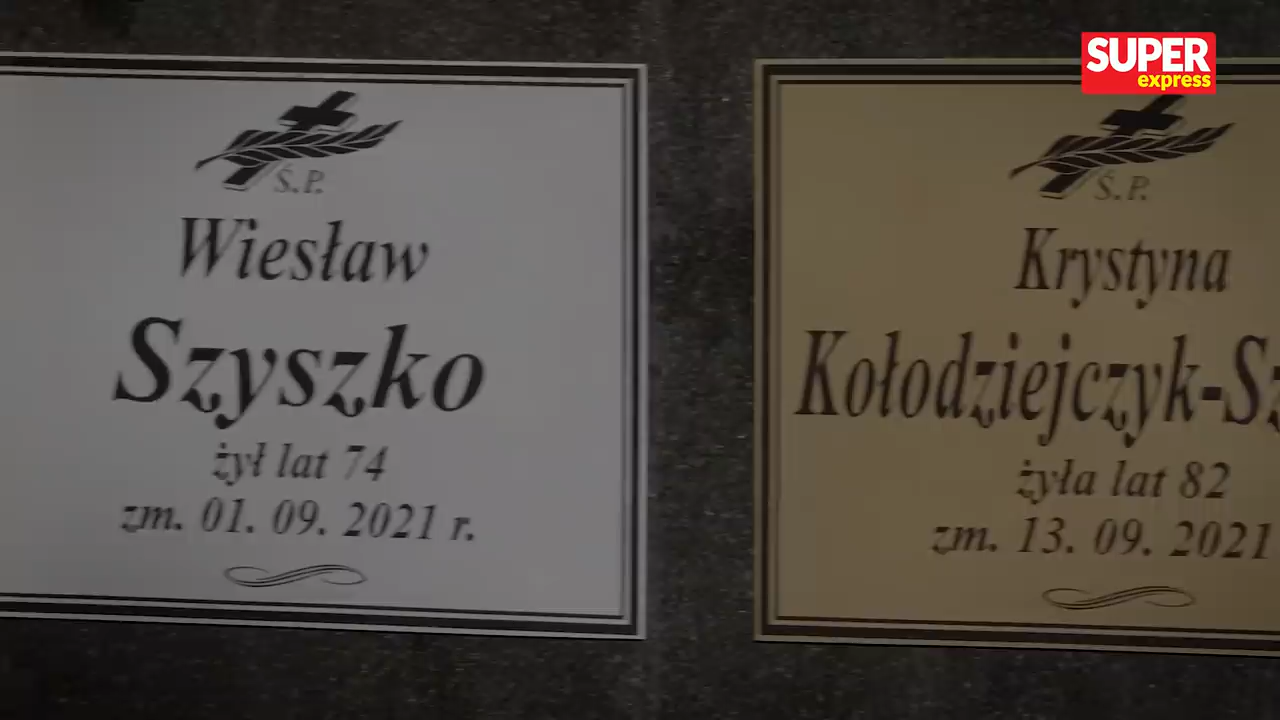 SUPER
express
Ś.P.
Wiesław
Szyszko
żył lat 74
zm. 01. 09. 2021 r.
Ś.P.
Krystyna
Kołodziejczyk-Sz
żyła lat 82
zm. 13. 09. 2021